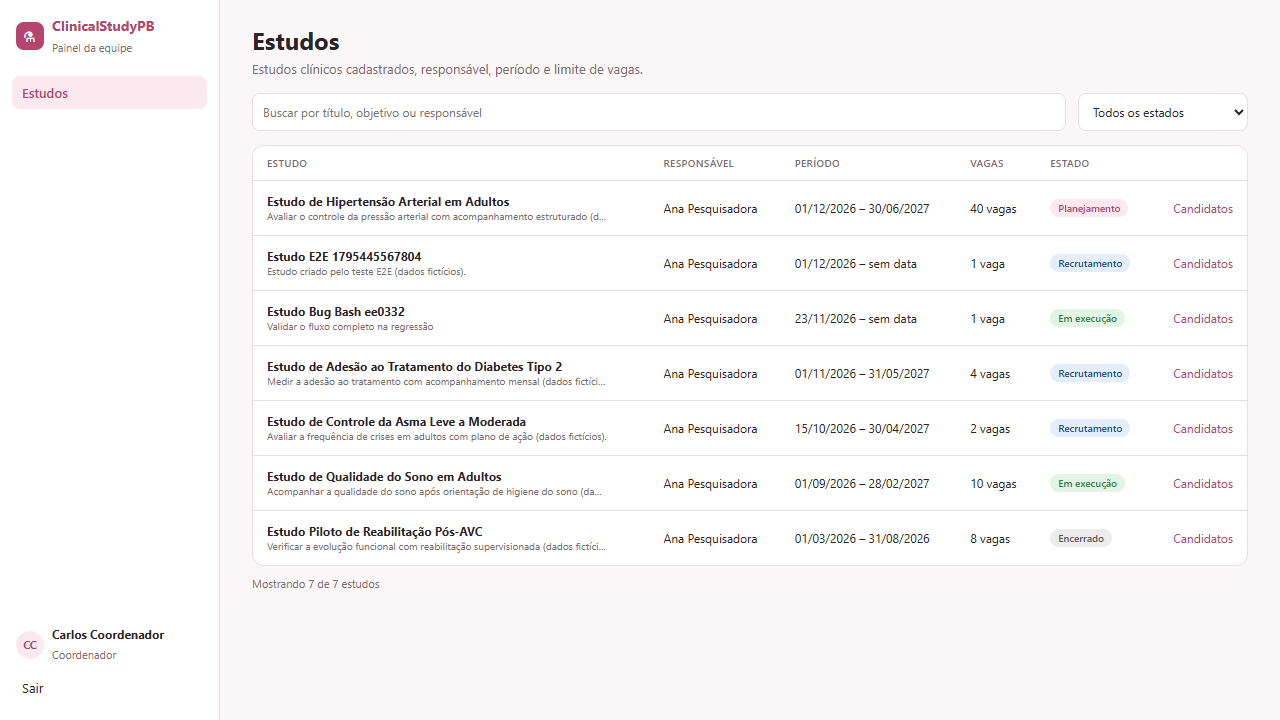 ClinicalStudyPB
Painel da equipe
Estudos
Carlos Coordenador
CC
Coordenador
Sair
Estudos
Estudos clínicos cadastrados, responsável, período e limite de vagas.
Buscar por título, objetivo ou responsável
Todos os estados
ESTUDO RESPONSÁVEL PERÍODO VAGAS ESTADO
Estudo de Hipertensão Arterial em Adultos
Avaliar o controle da pressão arterial com acompanhamento estruturado (d...
Ana Pesquisadora 01/12/2026 – 30/06/2027 40 vagas Planejamento Candidatos
Estudo E2E 1795445567804
Estudo criado pelo teste E2E (dados fictícios).
Ana Pesquisadora 01/12/2026 – sem data 1 vaga Recrutamento Candidatos
Estudo Bug Bash ee0332
Validar o fluxo completo na regressão
Ana Pesquisadora 23/11/2026 – sem data 1 vaga Em execução Candidatos
Estudo de Adesão ao Tratamento do Diabetes Tipo 2
Medir a adesão ao tratamento com acompanhamento mensal (dados fictíci...
Ana Pesquisadora 01/11/2026 – 31/05/2027 4 vagas Recrutamento Candidatos
Estudo de Controle da Asma Leve a Moderada
Avaliar a frequência de crises em adultos com plano de ação (dados fictícios).
Ana Pesquisadora 15/10/2026 – 30/04/2027 2 vagas Recrutamento Candidatos
Estudo de Qualidade do Sono em Adultos
Acompanhar a qualidade do sono após orientação de higiene do sono (da...
Ana Pesquisadora 01/09/2026 – 28/02/2027 10 vagas Em execução Candidatos
Estudo Piloto de Reabilitação Pós-AVC
Verificar a evolução funcional com reabilitação supervisionada (dados fictíci...
Ana Pesquisadora 01/03/2026 – 31/08/2026 8 vagas Encerrado Candidatos
Mostrando 7 de 7 estudos